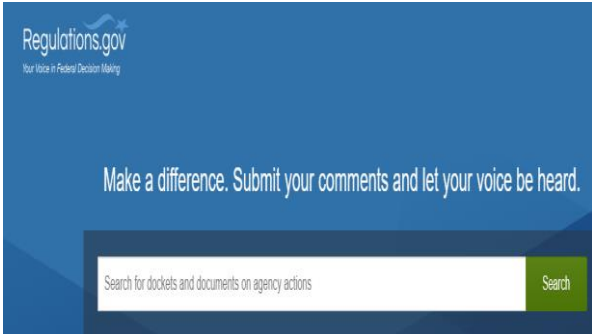 Regulations.gov
Your Voice in Federal Decision Making
Make a difference. Submit your comments and let your voice be heard.
Search for dockets and documents on agency actions
Search